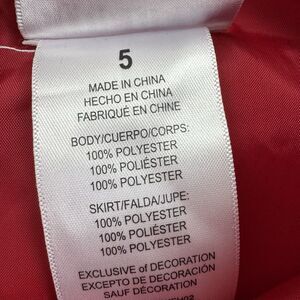 5
MADE IN CHINA
HECHO EN CHINA
FABRIQUÉ EN CHINE
BODY/CUERPO/CORPS:
100% POLYESTER
100% POLIÉSTER
100% POLYESTER
SKIRT/FALDA/JUPE:
100% POLYESTER
100% POLIÉSTER
100% POLYESTER
EXCLUSIVE of DECORATION
EXCEPTO DE DECORACIÓN
SAUF DÉCORATION